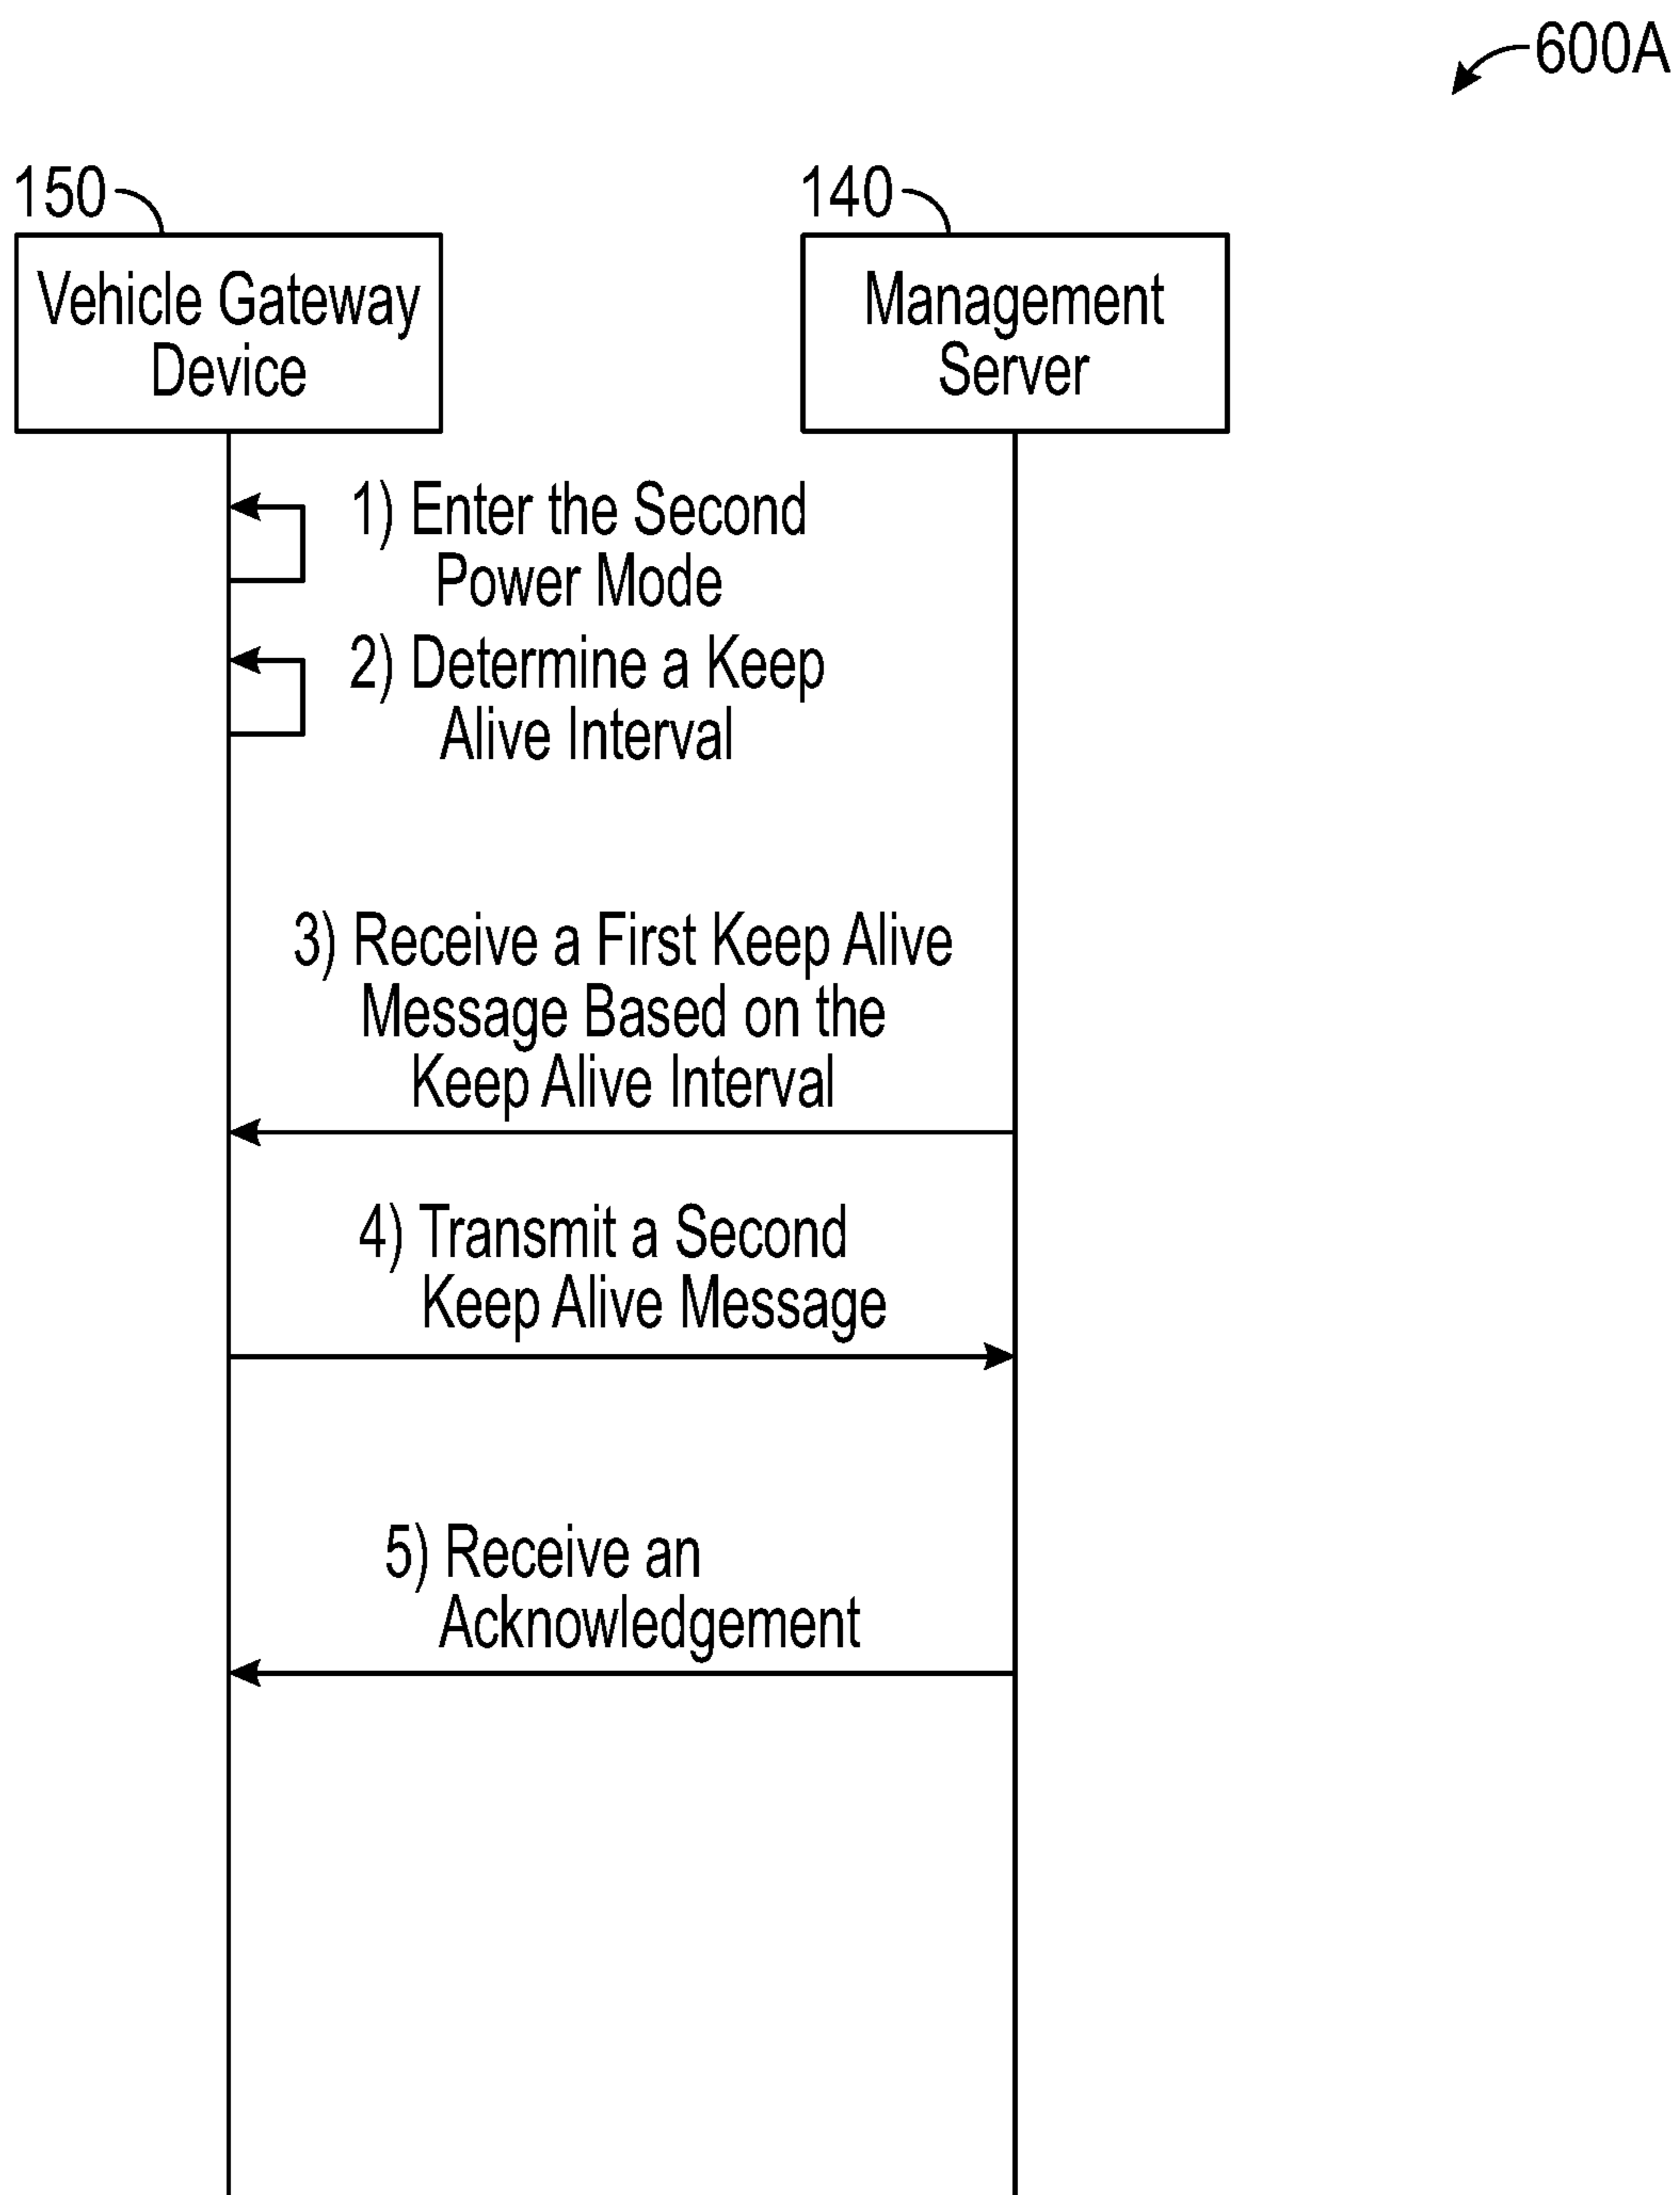 600A
150
140
Vehicle Gateway
Device
Management
Server
1) Enter the Second
Power Mode
2) Determine a Keep
Alive Interval
3) Receive a First Keep Alive
Message Based on the
Keep Alive Interval
4) Transmit a Second
Keep Alive Message
5) Receive an
Acknowledgement